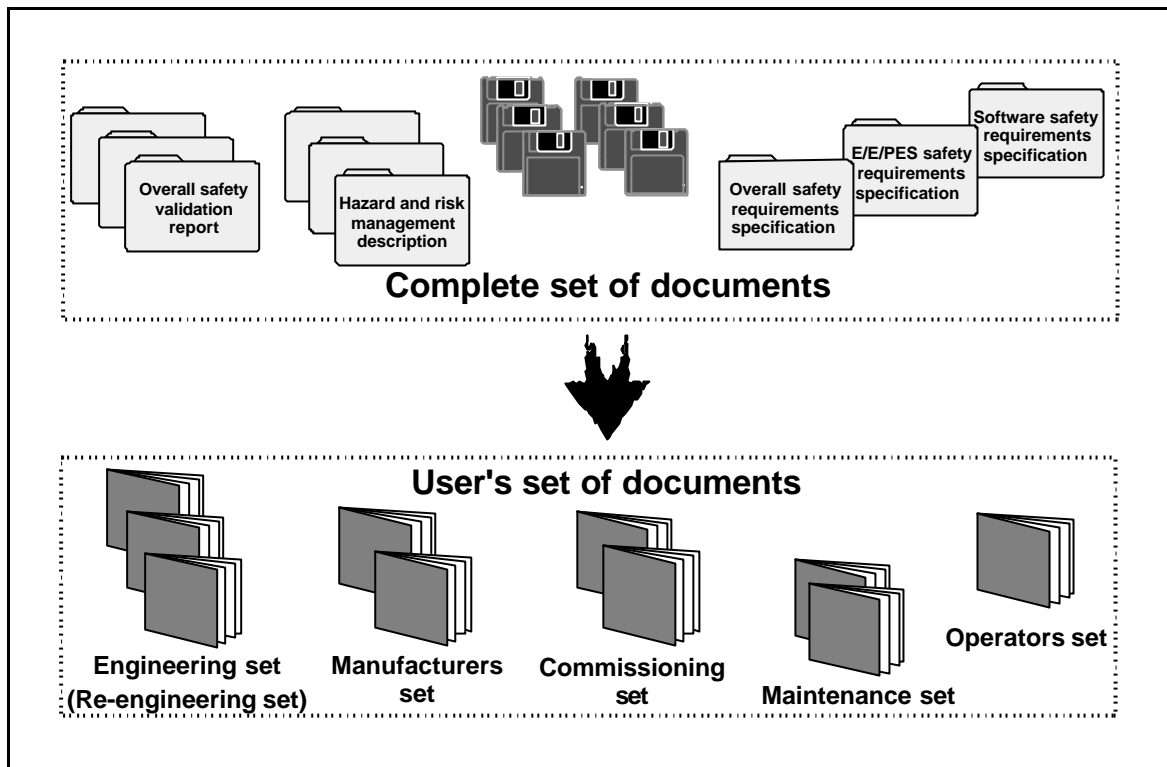 Overall safety
validation
report
Hazard and risk
management
description
Overall safety
requirements
specification
E/E/PES safety
requirements
specification
Software safety
requirements
specification
Complete set of documents
User's set of documents
Engineering set
(Re-engineering set)
Manufacturers
set
Commissioning
set
Maintenance set
Operators set